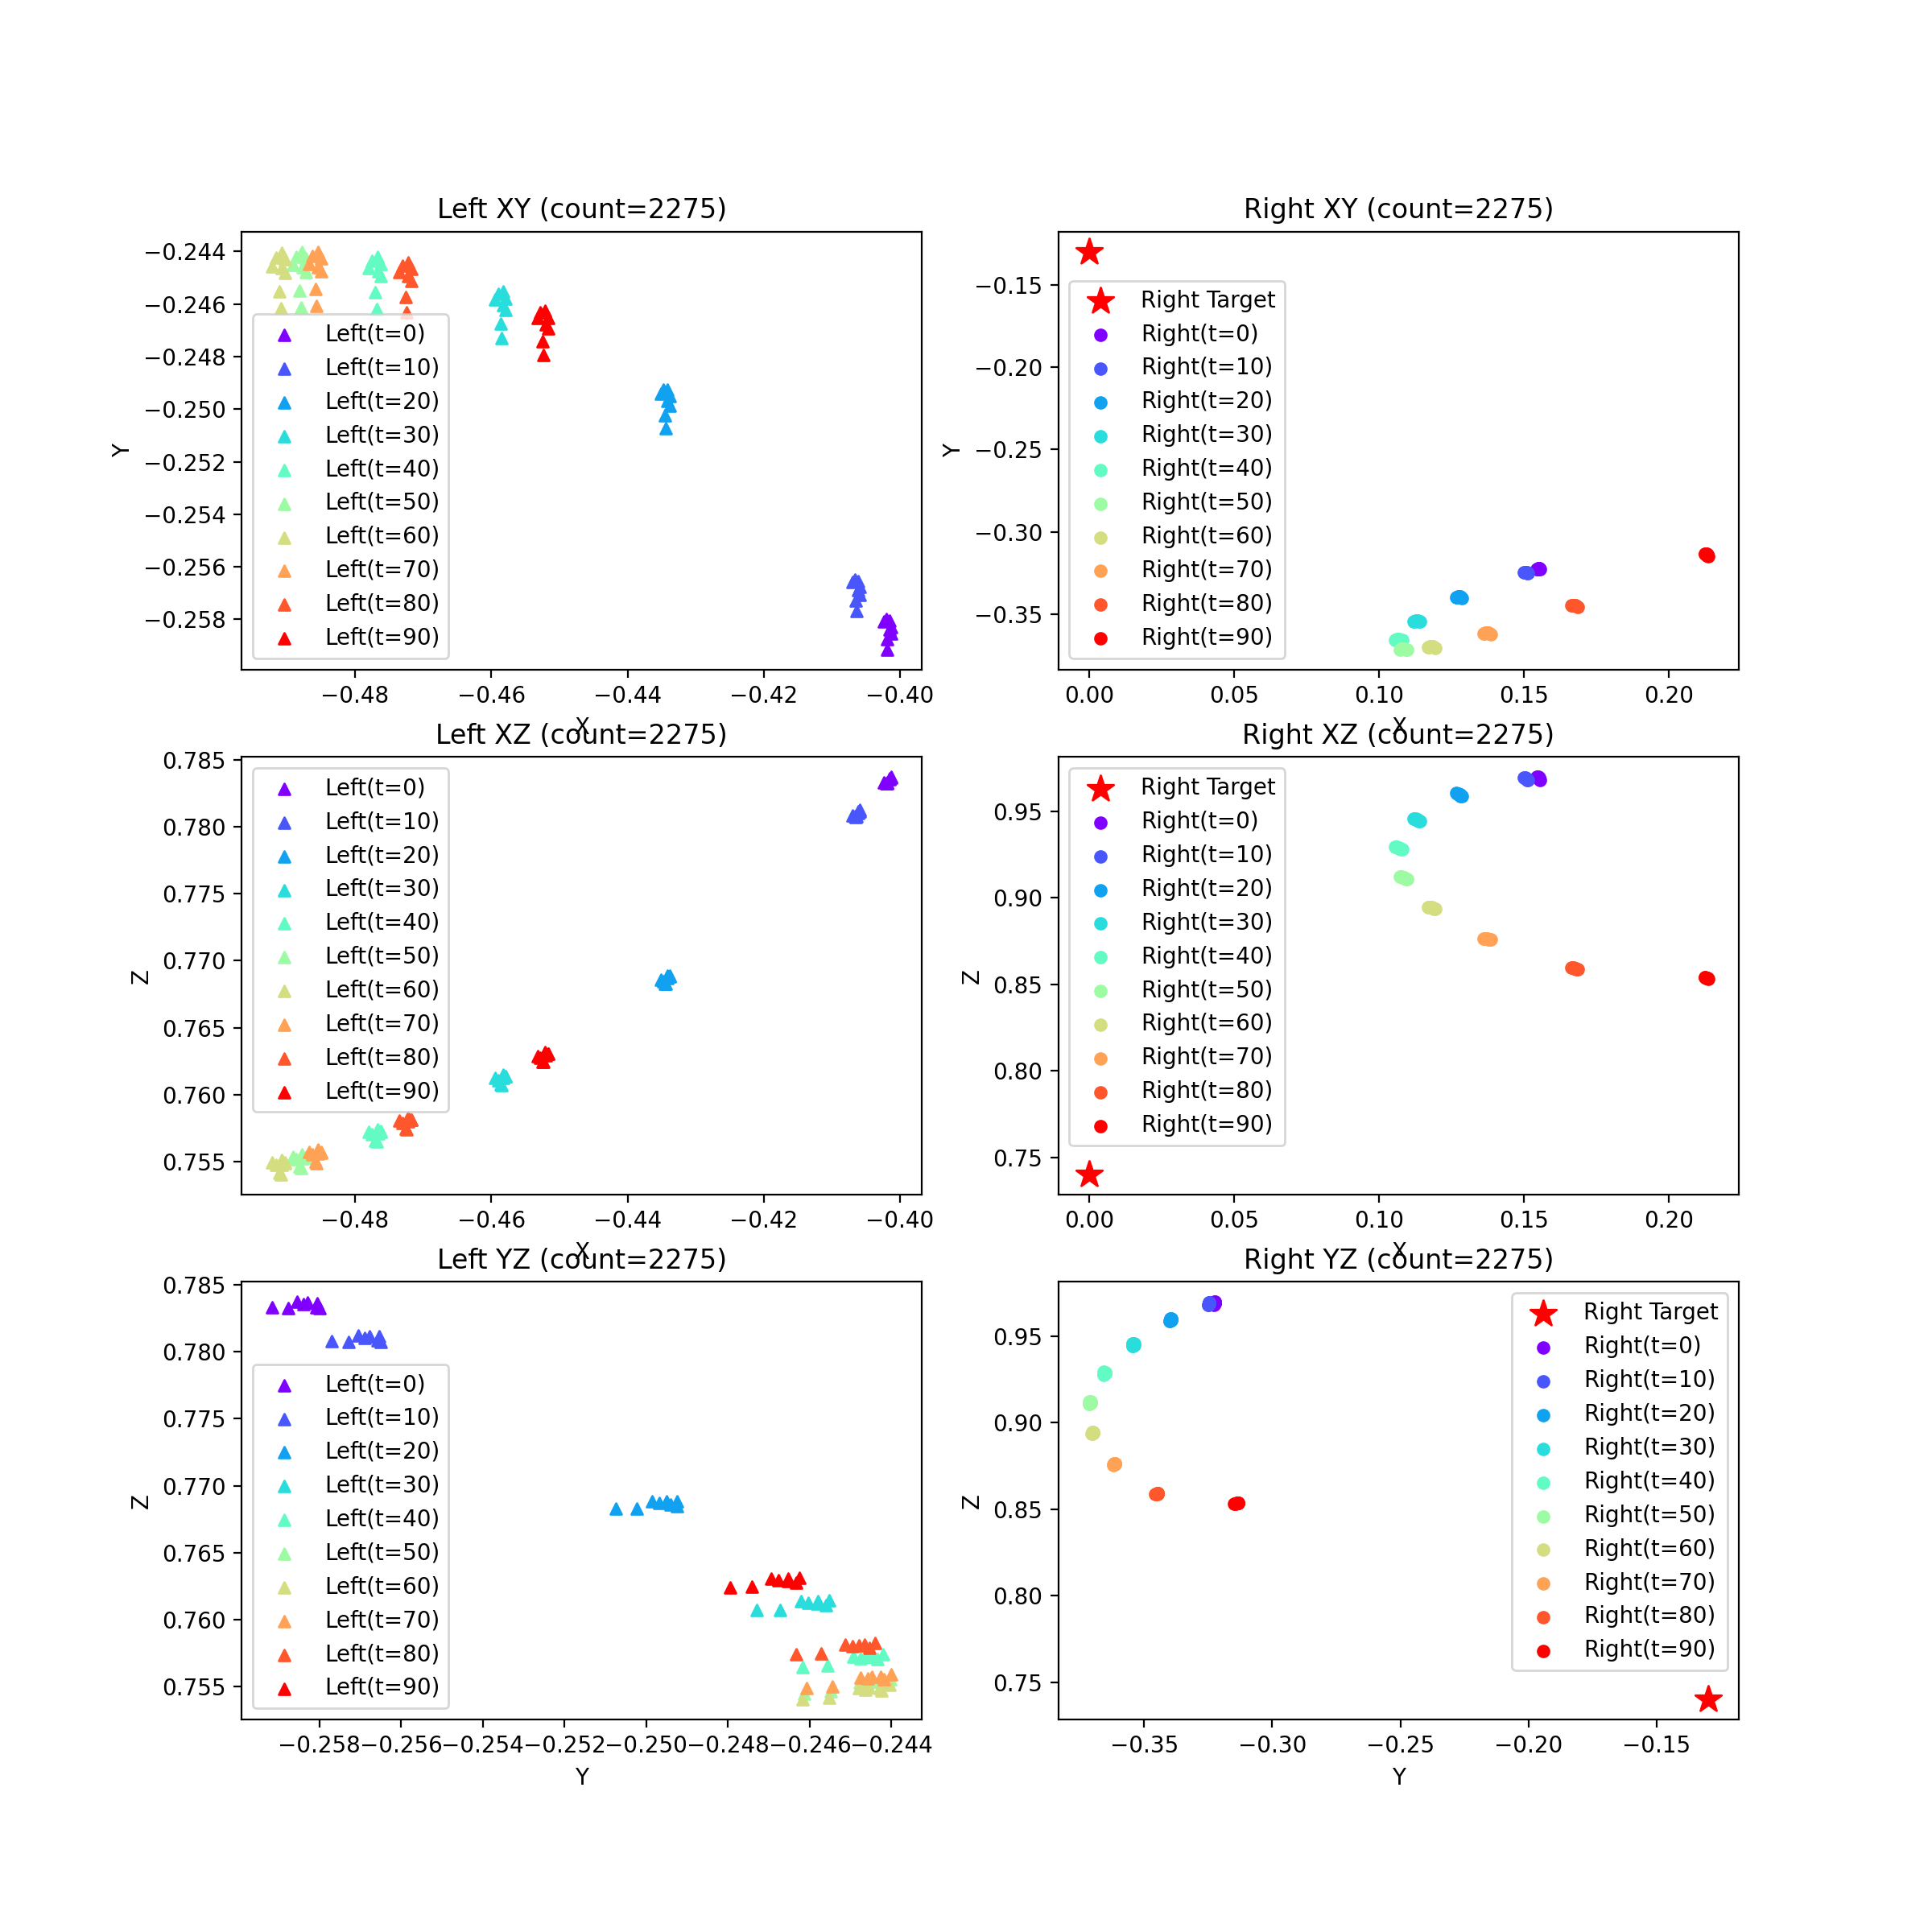 Left XY (count=2275)
−0.244
−0.246
−0.248
−0.250
−0.252
−0.254
−0.256
−0.258
Y
Left(t=0)
Left(t=10)
Left(t=20)
Left(t=30)
Left(t=40)
Left(t=50)
Left(t=60)
Left(t=70)
Left(t=80)
Left(t=90)
−0.48 −0.46 −0.44 −0.42 −0.40
X
Right XY (count=2275)
−0.15
−0.20
−0.25
−0.30
−0.35
Y
Right Target
Right(t=0)
Right(t=10)
Right(t=20)
Right(t=30)
Right(t=40)
Right(t=50)
Right(t=60)
Right(t=70)
Right(t=80)
Right(t=90)
0.00 0.05 0.10 0.15 0.20
X
Left XZ (count=2275)
0.785
0.780
0.775
0.770
0.765
0.760
0.755
Z
Left(t=0)
Left(t=10)
Left(t=20)
Left(t=30)
Left(t=40)
Left(t=50)
Left(t=60)
Left(t=70)
Left(t=80)
Left(t=90)
−0.48 −0.46 −0.44 −0.42 −0.40
X
Right XZ (count=2275)
0.95
0.90
0.85
0.80
0.75
Z
Right Target
Right(t=0)
Right(t=10)
Right(t=20)
Right(t=30)
Right(t=40)
Right(t=50)
Right(t=60)
Right(t=70)
Right(t=80)
Right(t=90)
0.00 0.05 0.10 0.15 0.20
X
Left YZ (count=2275)
0.785
0.780
0.775
0.770
0.765
0.760
0.755
Z
Left(t=0)
Left(t=10)
Left(t=20)
Left(t=30)
Left(t=40)
Left(t=50)
Left(t=60)
Left(t=70)
Left(t=80)
Left(t=90)
−0.258 −0.256 −0.254 −0.252 −0.250 −0.248 −0.246 −0.244
Y
Right YZ (count=2275)
0.95
0.90
0.85
0.80
0.75
Z
Right Target
Right(t=0)
Right(t=10)
Right(t=20)
Right(t=30)
Right(t=40)
Right(t=50)
Right(t=60)
Right(t=70)
Right(t=80)
Right(t=90)
−0.35 −0.30 −0.25 −0.20 −0.15
Y